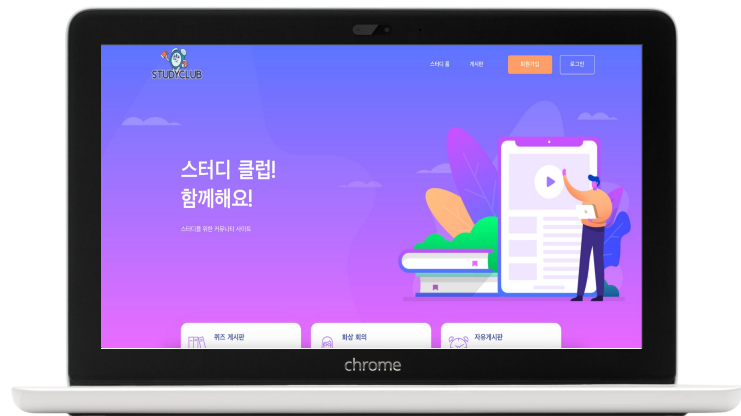 STUDYCLUB
스터디 룸 게시판 회원가입 로그인
스터디 클럽!
함께해요!
스터디를 위한 커뮤니티 사이트
퀴즈 게시판 화상 회의 자유게시판
chrome